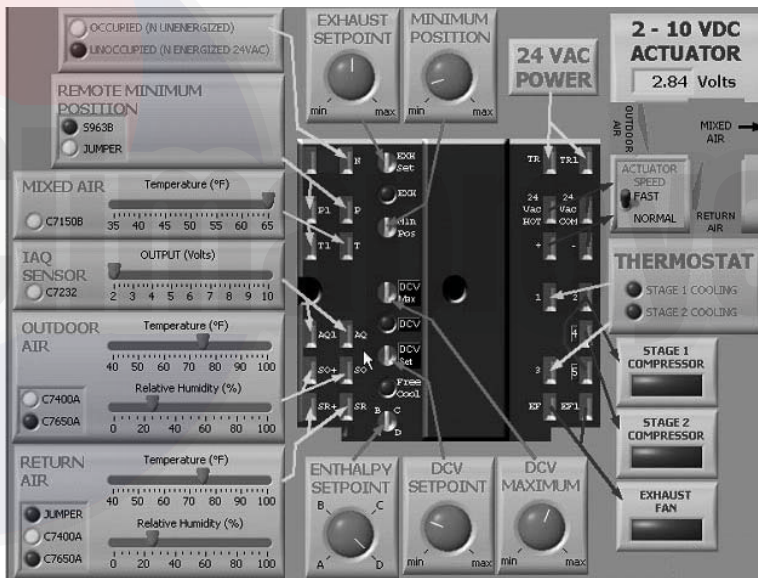 OCCUPIED (N UNENERGIZED)
UNOCCUPIED (N ENERGIZED 24VAC)
EXHAUST
SETPOINT
min max
MINIMUM
POSITION
min max
24 VAC
POWER
2 - 10 VDC
ACTUATOR
2.84 Volts
OUTDOOR
AIR
MIXED
AIR
RETURN
AIR
ACTUATOR
SPEED
FAST
NORMAL
REMOTE MINIMUM
POSITION
S963B
JUMPER
MIXED AIR
Temperature (°F)
C7150B
35 40 45 50 55 60 65
IAQ
SENSOR
OUTPUT (Volts)
C7232
2 3 4 5 6 7 8 9 10
OUTDOOR
AIR
Temperature (°F)
40 60 80 100
Relative Humidity (%)
C7400A
C7650A
0 20 40 60 80 100
RETURN
AIR
Temperature (°F)
40 60 80 100
JUMPER
C7400A
C7650A
Relative Humidity (%)
0 20 40 60 80 100
N
EXH
Set
P1 P
EXH
Min
Pos
T1 T
DCV
Max
AQ1 AQ
DCV
DCV
Set
SO+ SO
Free
Cool
SR+ SR
B C
D
TR TR1
24
Vac
HOT
24
Vac
COM
+ -
1 2
4
3 5
EF EF1
THERMOSTAT
STAGE 1 COOLING
STAGE 2 COOLING
STAGE 1
COMPRESSOR
STAGE 2
COMPRESSOR
EXHAUST
FAN
ENTHALPY
SETPOINT
B C
A D
DCV
SETPOINT
min max
DCV
MAXIMUM
min max